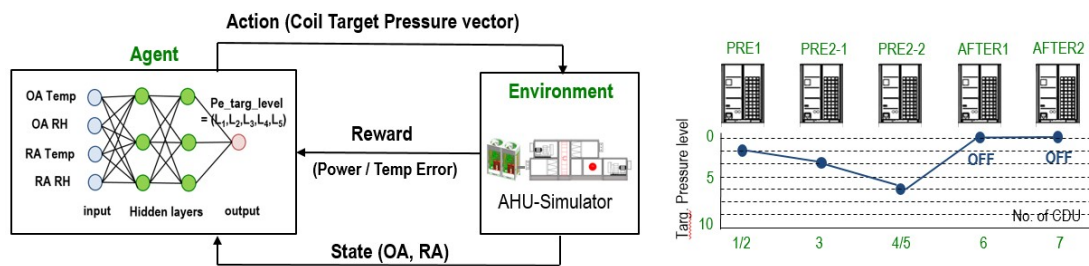 Action (Coil Target Pressure vector)
Agent
OA Temp
OA RH
RA Temp
RA RH
Pe_targ_level
= (L₁,L₂,L₃,L₄,L₅)
input
Hidden layers
output
Reward
(Power / Temp Error)
Environment
AHU-Simulator
State (OA, RA)
PRE1
PRE2-1
PRE2-2
AFTER1
AFTER2
Targ. Pressure level
0
5
10
OFF
OFF
No. of CDU
1/2
3
4/5
6
7